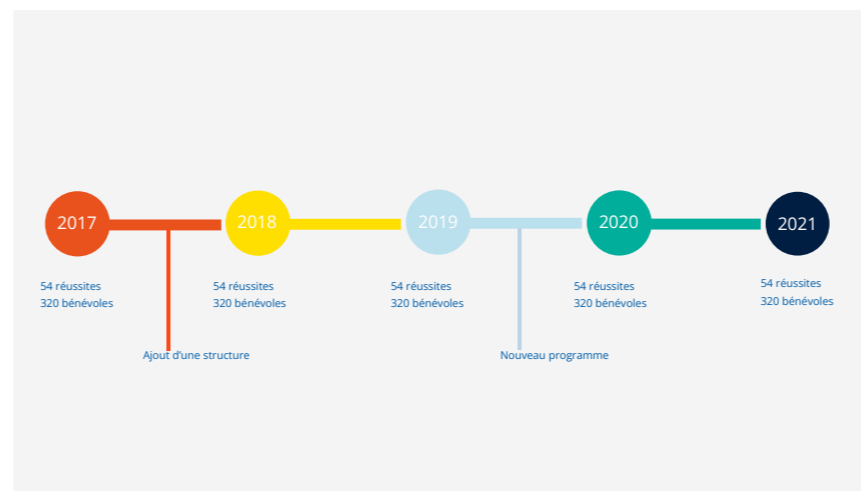 2017
2018
2019
2020
2021
54 réussites
320 bénévoles
54 réussites
320 bénévoles
54 réussites
320 bénévoles
54 réussites
320 bénévoles
54 réussites
320 bénévoles
Ajout d'une structure
Nouveau programme